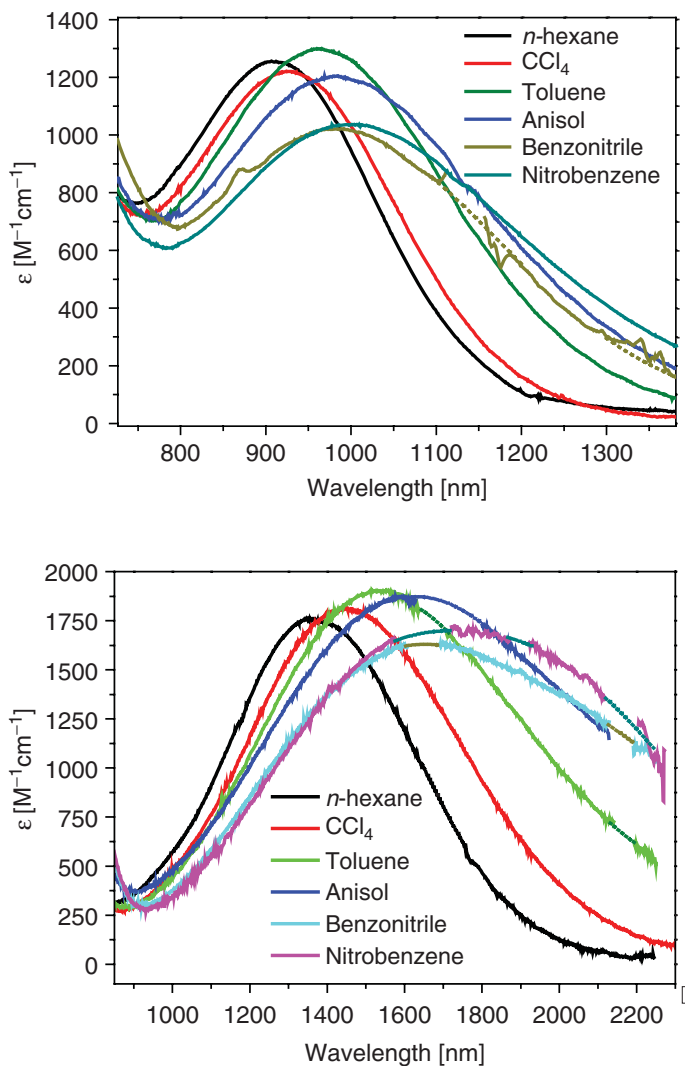 1400
1200
1000
800
600
400
200
0
ε [M⁻¹cm⁻¹]
n-hexane
CCl₄
Toluene
Anisol
Benzonitrile
Nitrobenzene
800 900 1000 1100 1200 1300
Wavelength [nm]
2000
1750
1500
1250
1000
750
500
250
0
ε [M⁻¹cm⁻¹]
n-hexane
CCl₄
Toluene
Anisol
Benzonitrile
Nitrobenzene
1000 1200 1400 1600 1800 2000 2200
Wavelength [nm]